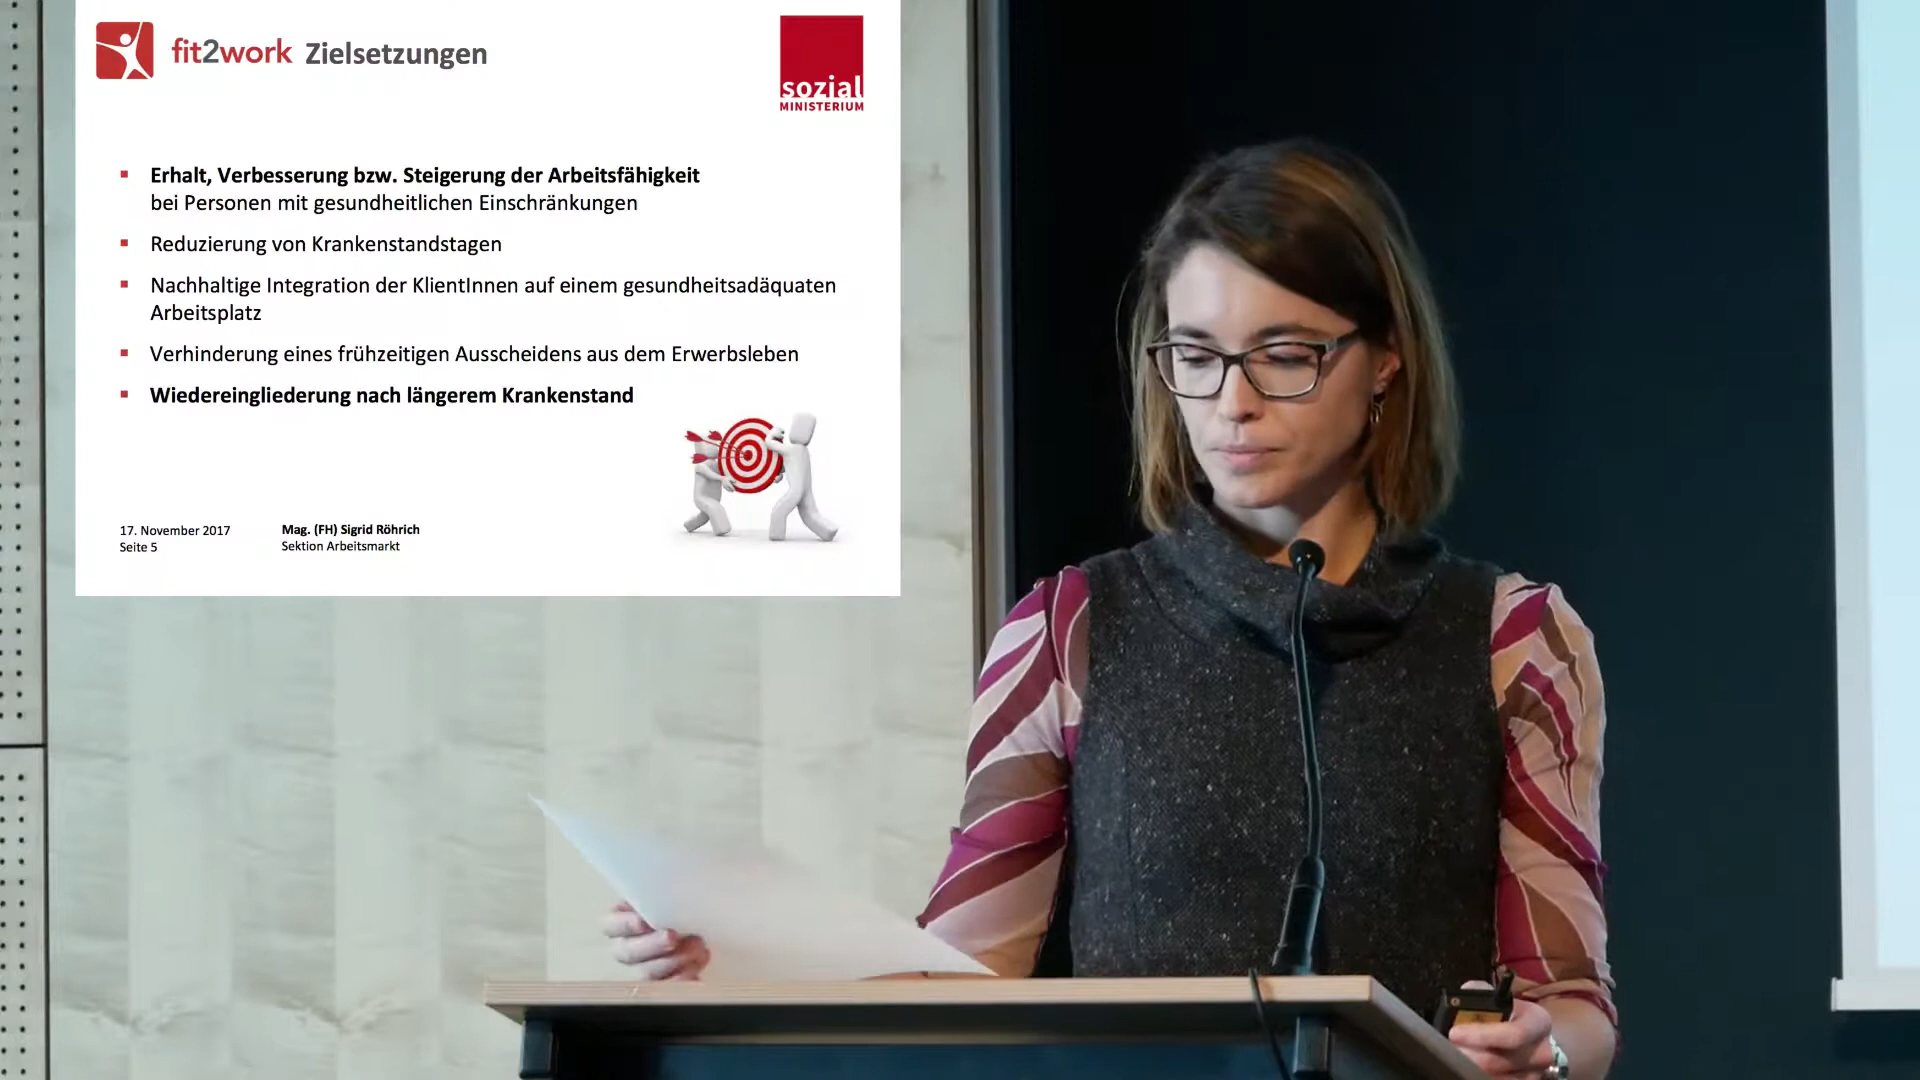 fit2work Zielsetzungen
sozial
MINISTERIUM
Erhalt, Verbesserung bzw. Steigerung der Arbeitsfähigkeit
bei Personen mit gesundheitlichen Einschränkungen
Reduzierung von Krankenstandstagen
Nachhaltige Integration der KlientInnen auf einem gesundheitsadäquaten
Arbeitsplatz
Verhinderung eines frühzeitigen Ausscheidens aus dem Erwerbsleben
Wiedereingliederung nach längerem Krankenstand
17. November 2017
Seite 5
Mag. (FH) Sigrid Röhrich
Sektion Arbeitsmarkt